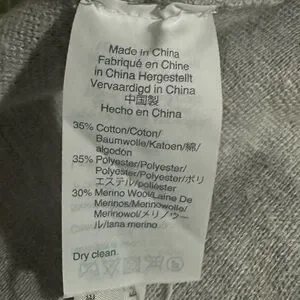 Made in China
Fabriqué en Chine
in China Hergestellt
Vervaardigd in China
中国製
Hecho en China
35% Cotton/Coton/
Baumwolle/Katoen/綿/
algodón
35% Polyester/Polyester/
Polyester/Polyester/ポリ
エステル/poliéster
30% Merino Wool/Laine De
Merinos/Merinowolle/
Merinowol/メリノウー
ル/lana merino.
Dry clean.